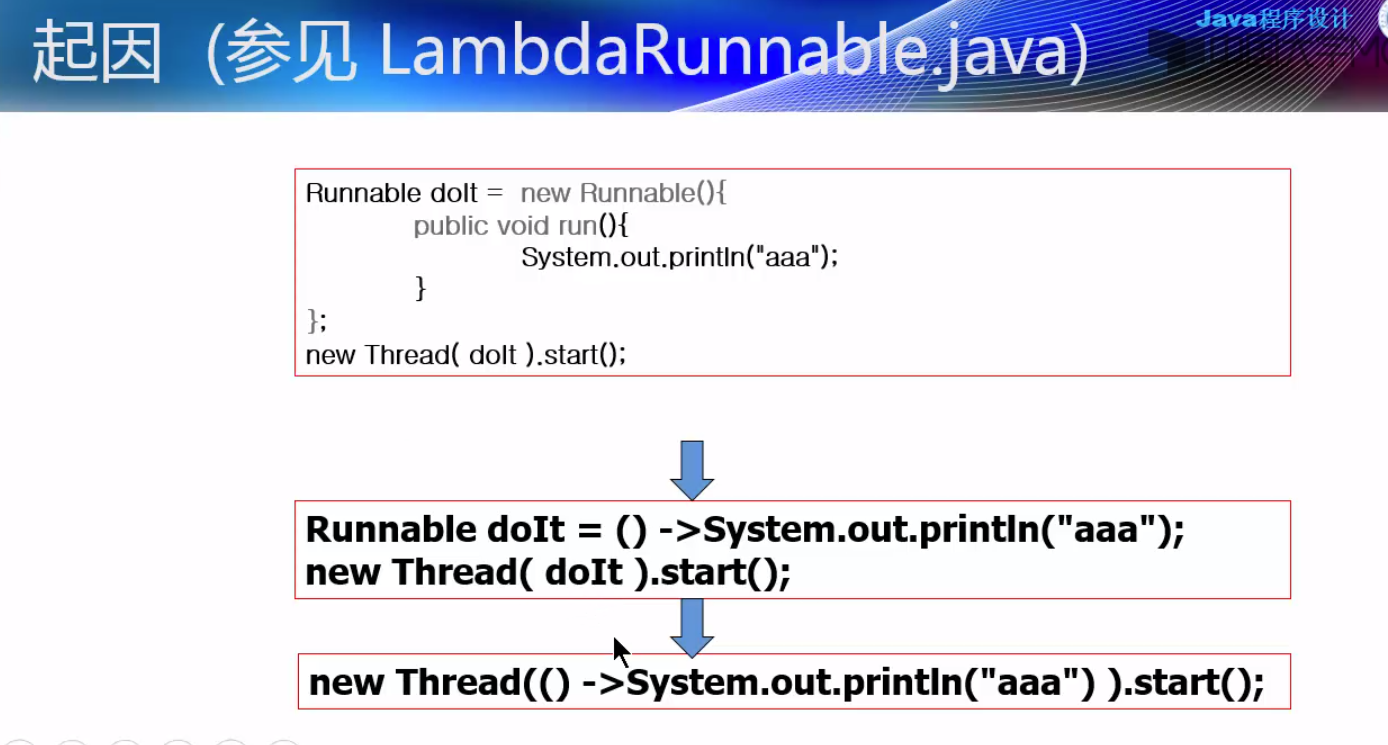 Java程序设计
起因 (参见 LambdaRunnable.java)
Runnable doIt = new Runnable(){
public void run(){
System.out.println("aaa");
}
};
new Thread( doIt ).start();
Runnable doIt = () ->System.out.println("aaa");
new Thread( doIt ).start();
new Thread(() ->System.out.println("aaa") ).start();